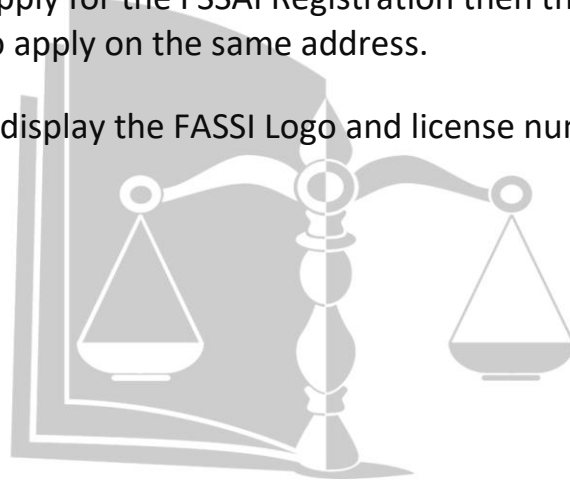 apply for the FSSAI Registration then
apply on the same address.
display the FASSI Logo and license